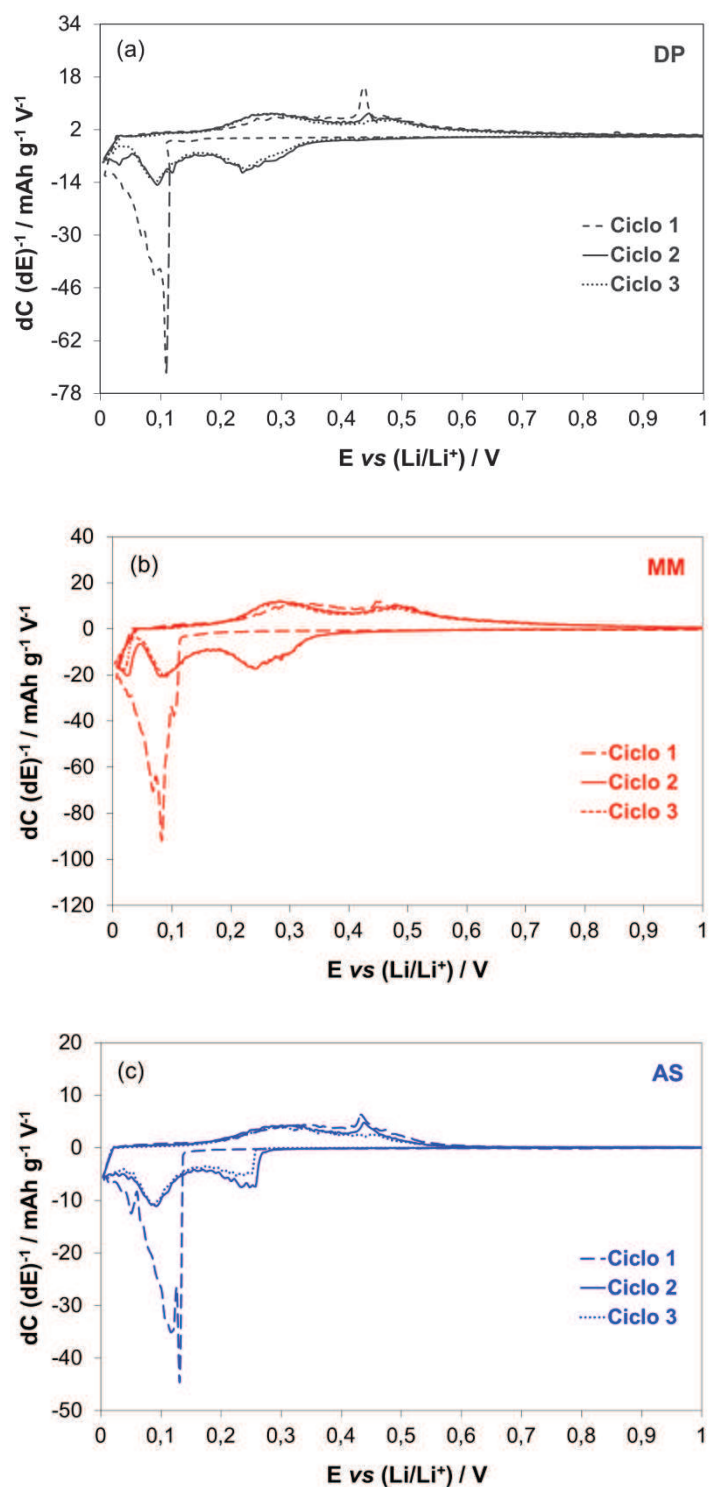 (a)
DP
34
18
2
-14
-30
-46
-62
-78
dC (dE)⁻¹ / mAh g⁻¹ V⁻¹
Ciclo 1
Ciclo 2
Ciclo 3
0 0,1 0,2 0,3 0,4 0,5 0,6 0,7 0,8 0,9 1
E vs (Li/Li⁺) / V
(b)
MM
40
20
0
-20
-40
-60
-80
-100
-120
dC (dE)⁻¹ / mAh g⁻¹ V⁻¹
Ciclo 1
Ciclo 2
Ciclo 3
0 0,1 0,2 0,3 0,4 0,5 0,6 0,7 0,8 0,9 1
E vs (Li/Li⁺) / V
(c)
AS
20
10
0
-10
-20
-30
-40
-50
dC (dE)⁻¹ / mAh g⁻¹ V⁻¹
Ciclo 1
Ciclo 2
Ciclo 3
0 0,1 0,2 0,3 0,4 0,5 0,6 0,7 0,8 0,9 1
E vs (Li/Li⁺) / V